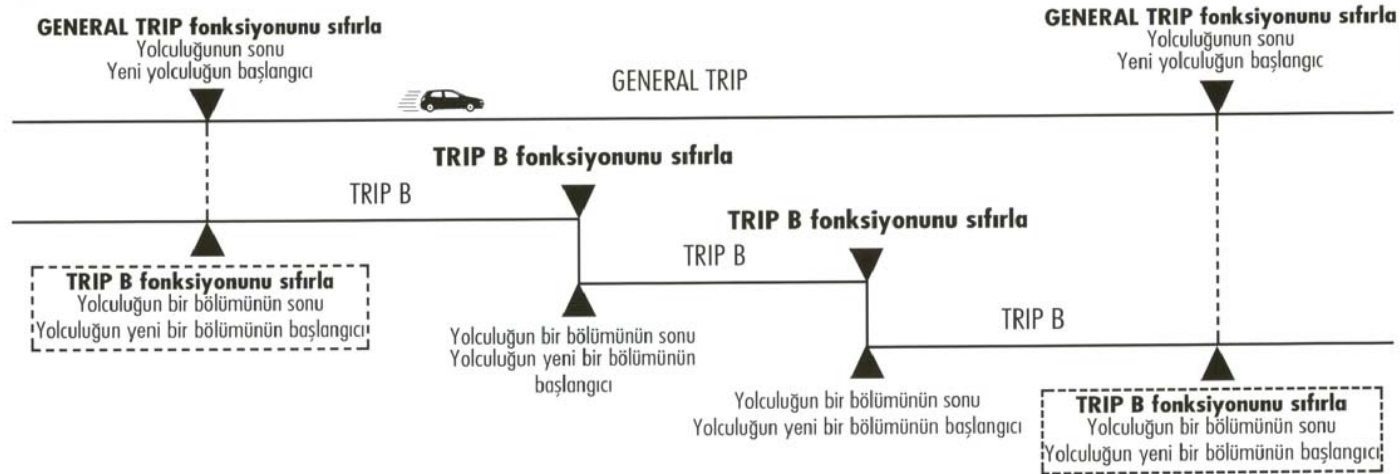 GENERAL TRIP fonksiyonunu sıfırla
Yolculuğunun sonu
Yeni yolculuğun başlangıcı
GENERAL TRIP
GENERAL TRIP fonksiyonunu sıfırla
Yolculuğunun sonu
Yeni yolculuğun başlangıc
TRIP B fonksiyonunu sıfırla
TRIP B
TRIP B fonksiyonunu sıfırla
TRIP B
TRIP B fonksiyonunu sıfırla
Yolculuğun bir bölümünün sonu
Yolculuğun yeni bir bölümünün başlangıcı
TRIP B
Yolculuğun bir bölümünün sonu
Yolculuğun yeni bir bölümünün
başlangıcı
Yolculuğun bir bölümünün sonu
Yolculuğun yeni bir bölümünün başlangıcı
TRIP B fonksiyonunu sıfırla
Yolculuğun bir bölümünün sonu
Yolculuğun yeni bir bölümünün başlangıcı